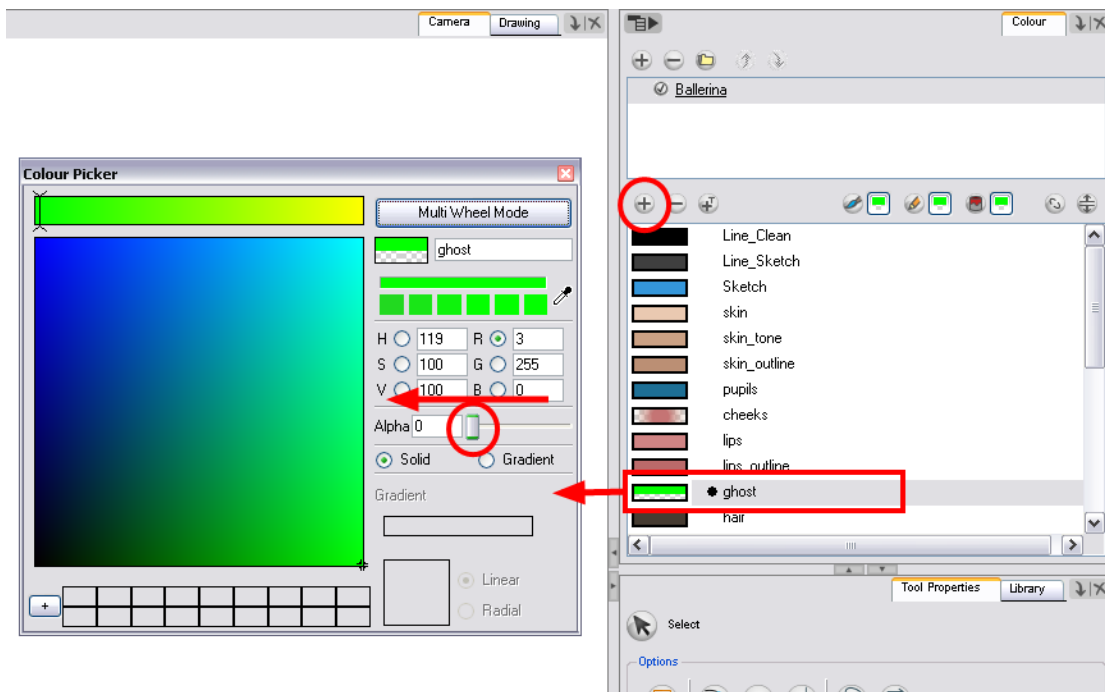 Camera Drawing
Colour
Ballerina
Colour Picker
Multi Wheel Mode
ghost
H 119 R 3
S 100 G 255
V 100 B 0
Alpha 0
Solid Gradient
Gradient
Linear
Radial
+
Line_Clean
Line_Sketch
Sketch
skin
skin_tone
skin_outline
pupils
cheeks
lips
lips_outline
ghost
hair
Tool Properties Library
Select
Options